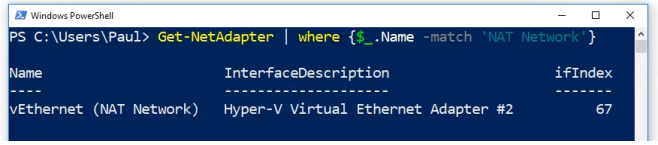 Windows PowerShell
PS C:\Users\Paul> Get-NetAdapter | where {$_.Name -match 'NAT Network'}
Name InterfaceDescription ifIndex
---- -------------------- -------
vEthernet (NAT Network) Hyper-V Virtual Ethernet Adapter #2 67